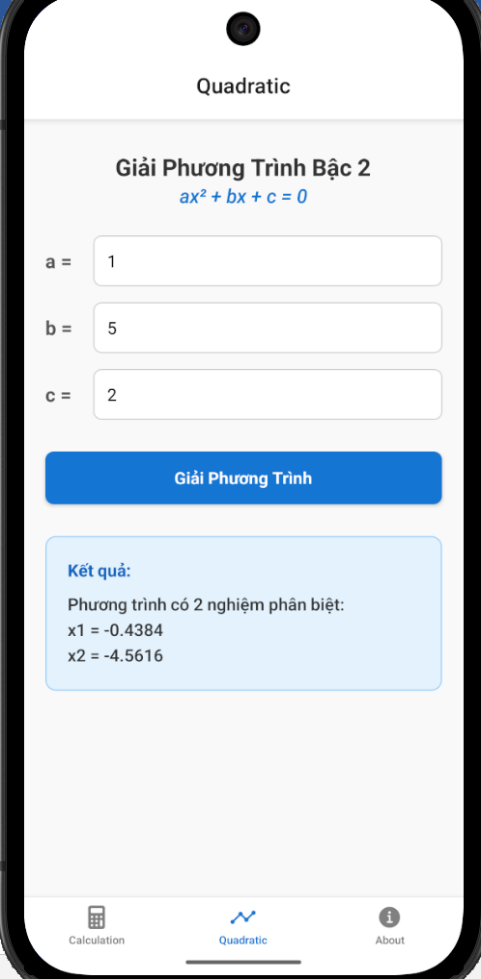 Quadratic
Giải Phương Trình Bậc 2
ax² + bx + c = 0
a = 1
b = 5
c = 2
Giải Phương Trình
Kết quả:
Phương trình có 2 nghiệm phân biệt:
x1 = -0.4384
x2 = -4.5616
Calculation Quadratic About